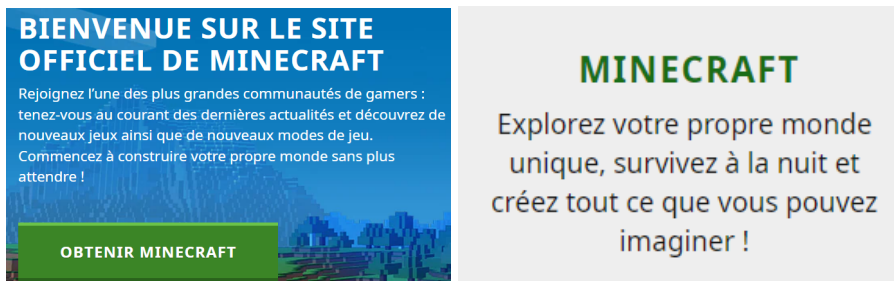 BIENVENUE SUR LE SITE
OFFICIEL DE MINECRAFT
Rejoignez l’une des plus grandes communautés de gamers :
tenez-vous au courant des dernières actualités et découvrez de
nouveaux jeux ainsi que de nouveaux modes de jeu.
Commencez à construire votre propre monde sans plus
attendre !
OBTENIR MINECRAFT
MINECRAFT
Explorez votre propre monde
unique, survivez à la nuit et
créez tout ce que vous pouvez
imaginer !